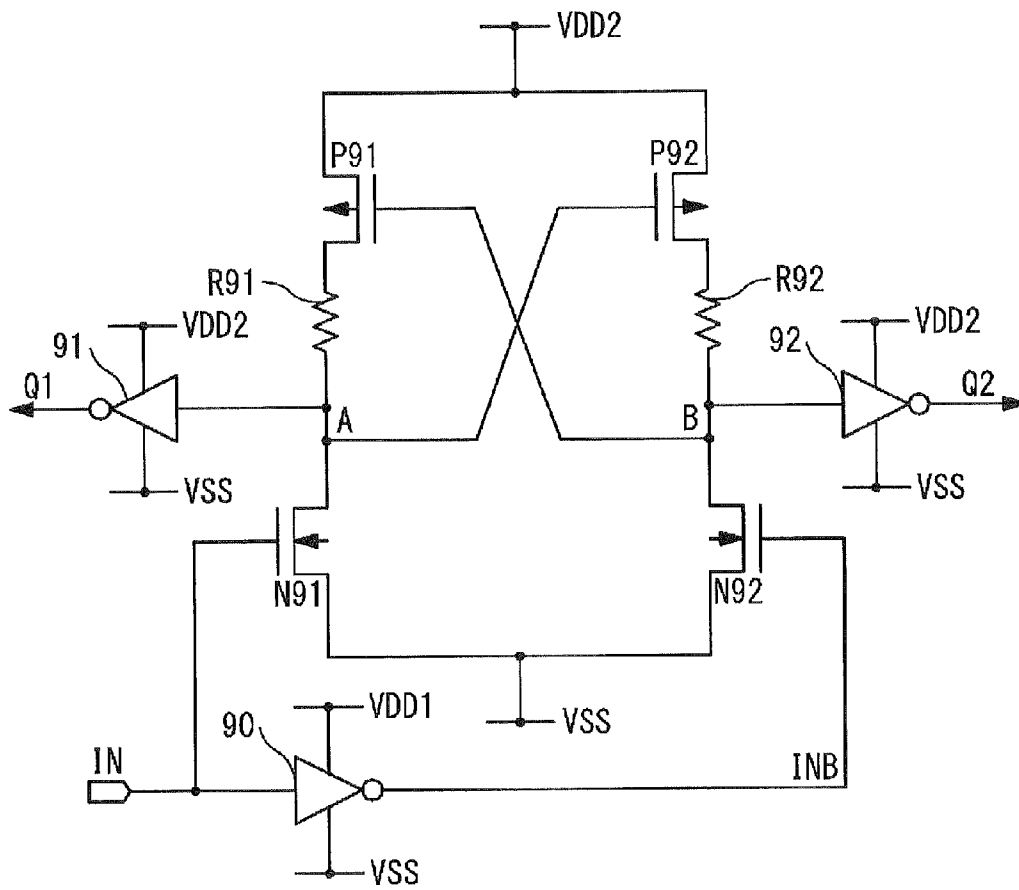 VDD2
P91
P92
R91
R92
VDD2
VDD2
91
92
Q1
Q2
A
B
VSS
VSS
N91
N92
VDD1
VSS
90
IN
INB
VSS